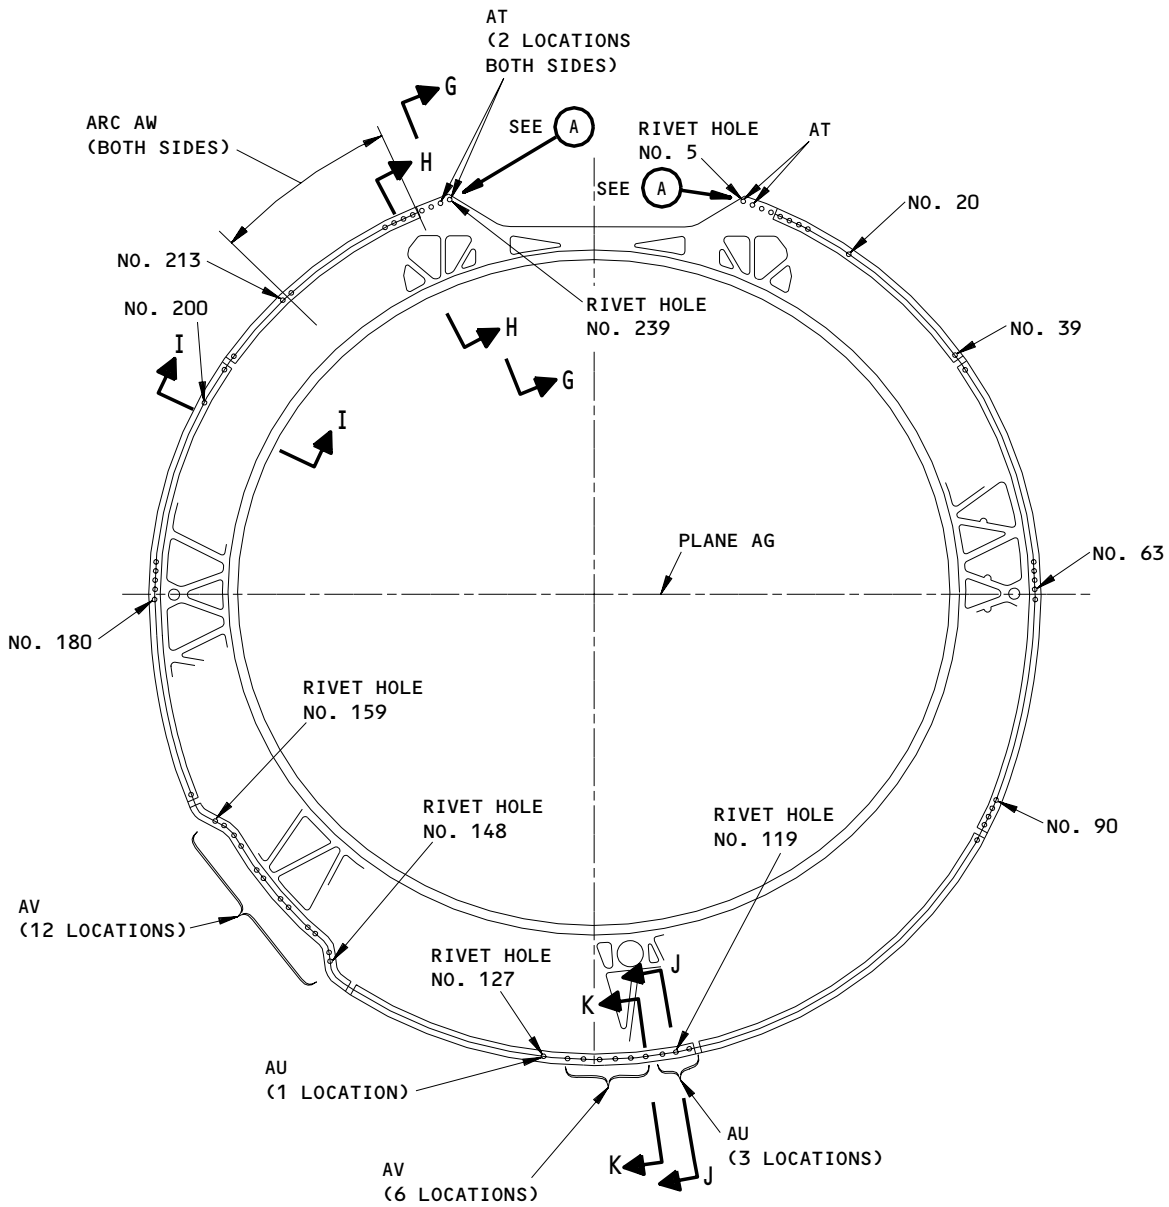 AT
(2 LOCATIONS
BOTH SIDES)
G
ARC AW
(BOTH SIDES)
SEE A
RIVET HOLE
NO. 5
AT
H
SEE A
NO. 20
NO. 213
NO. 200
RIVET HOLE
NO. 239
H
NO. 39
I
G
I
PLANE AG
NO. 63
NO. 180
RIVET HOLE
NO. 159
RIVET HOLE
NO. 148
RIVET HOLE
NO. 119
NO. 90
AV
(12 LOCATIONS)
RIVET HOLE
NO. 127
J
K
AU
(1 LOCATION)
AU
(3 LOCATIONS)
K
J
AV
(6 LOCATIONS)